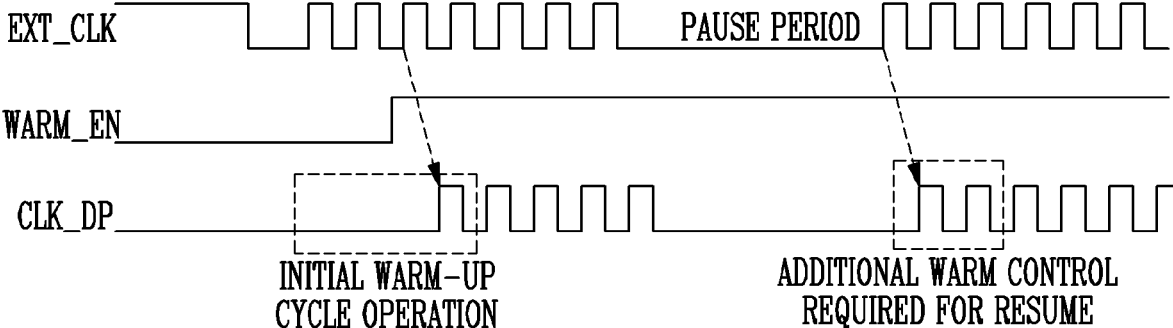 EXT_CLK
PAUSE PERIOD
WARM_EN
CLK_DP
INITIAL WARM-UP
CYCLE OPERATION
ADDITIONAL WARM CONTROL
REQUIRED FOR RESUME